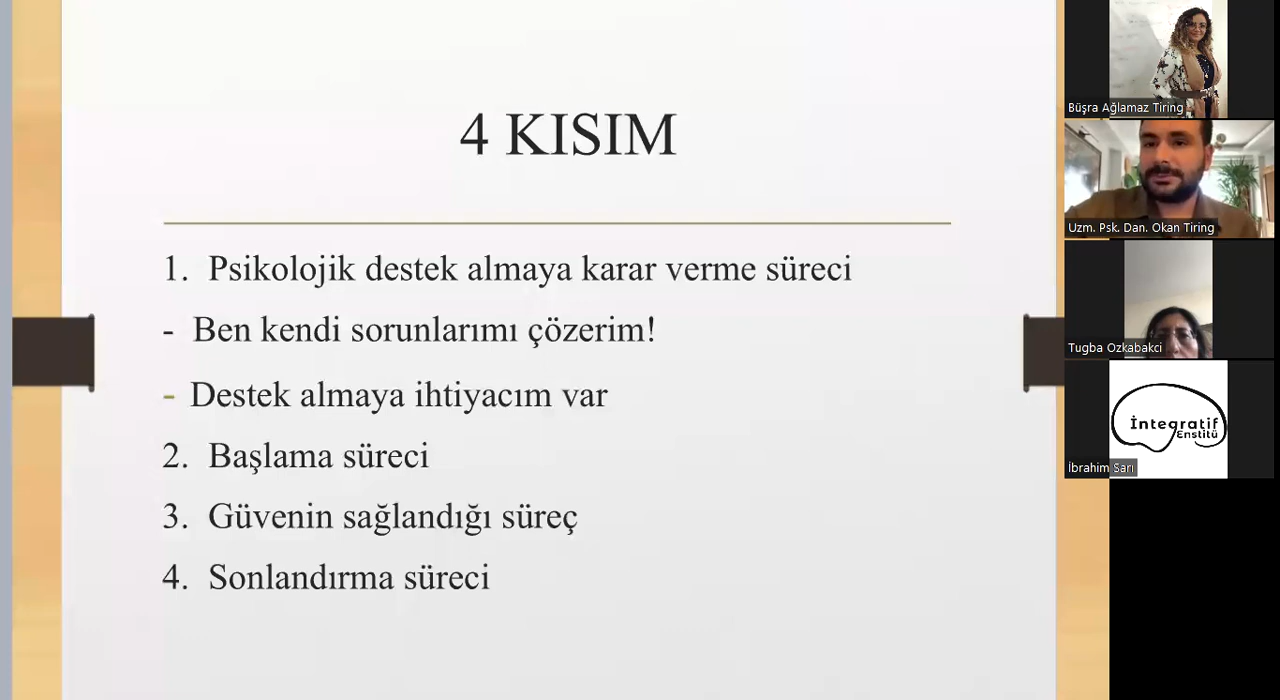 4 KISIM
1. Psikolojik destek almaya karar verme süreci
- Ben kendi sorunlarımı çözerim!
- Destek almaya ihtiyacım var
2. Başlama süreci
3. Güvenin sağlandığı süreç
4. Sonlandırma süreci
Büşra Ağlamaz Tiring
Uzm. Psk. Dan. Okan Tiring
Tugba Ozkabakci
İntegratif
Enstitü
İbrahim Sarı